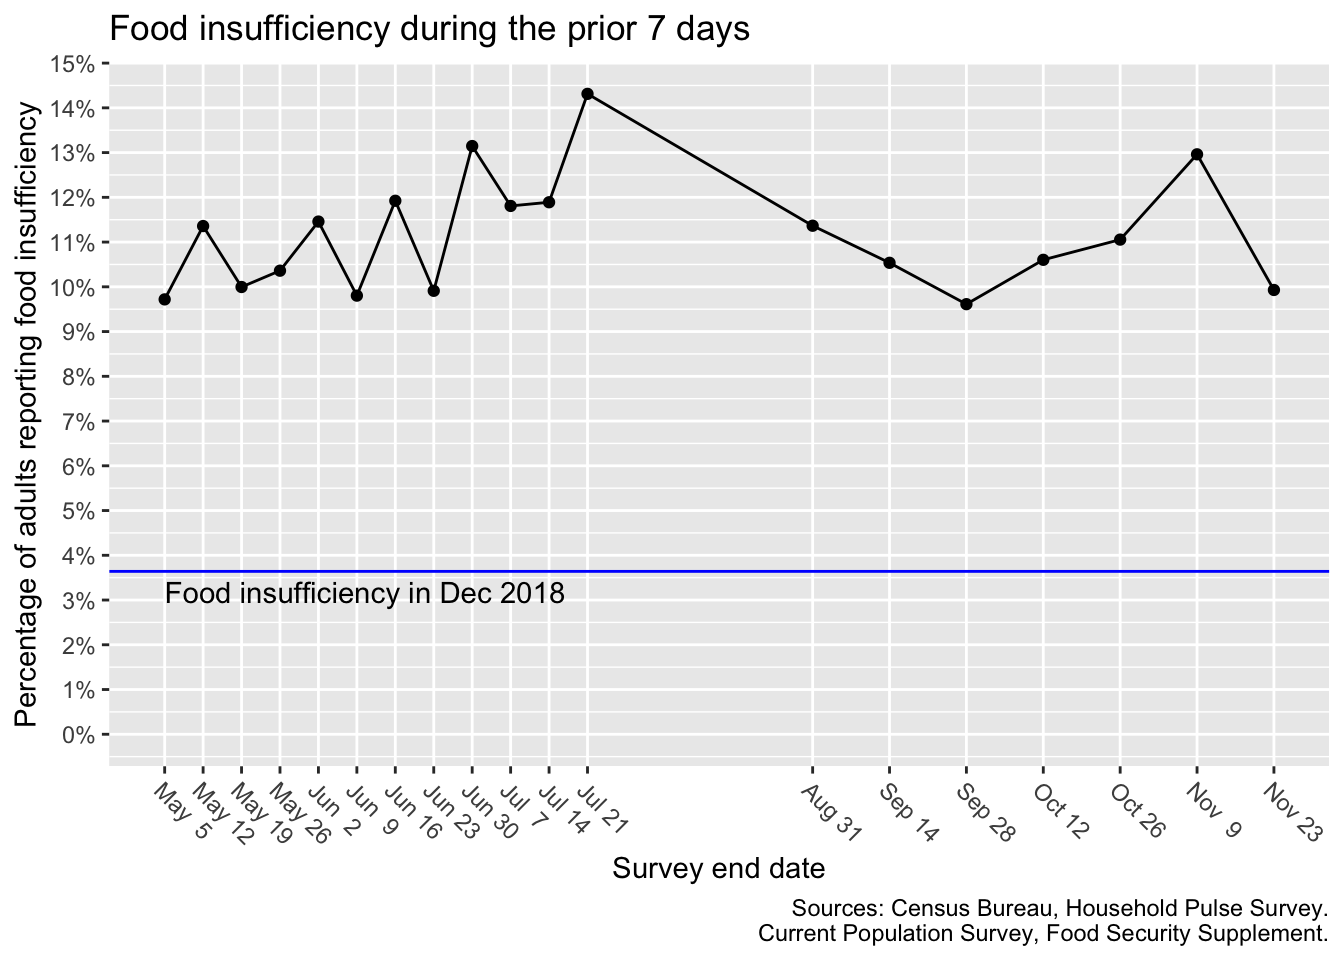 Food insufficiency during the prior 7 days
Percentage of adults reporting food insufficiency
15%
14%
13%
12%
11%
10%
9%
8%
7%
6%
5%
4%
3%
2%
1%
0%
Food insufficiency in Dec 2018
May 5
May 12
May 19
May 26
Jun 2
Jun 9
Jun 16
Jun 23
Jun 30
Jul 7
Jul 14
Jul 21
Aug 31
Sep 14
Sep 28
Oct 12
Oct 26
Nov 9
Nov 23
Survey end date
Sources: Census Bureau, Household Pulse Survey.
Current Population Survey, Food Security Supplement.